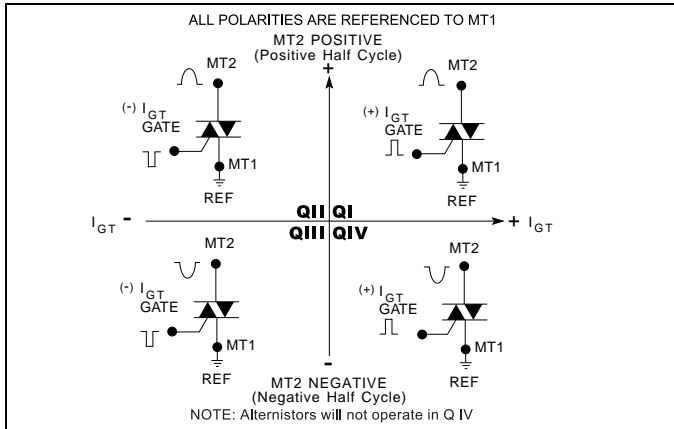 ALL POLARITIES ARE REFERENCED TO MT1
MT2 POSITIVE
(Positive Half Cycle)
+
MT2
(-) IGT
GATE
MT1
REF
MT2
(+) IGT
GATE
MT1
REF
IGT -
QII QI
QIII QIV
+ IGT
MT2
(-) IGT
GATE
MT1
REF
MT2
(+) IGT
GATE
MT1
REF
-
MT2 NEGATIVE
(Negative Half Cycle)
NOTE: Alternistors will not operate in Q IV